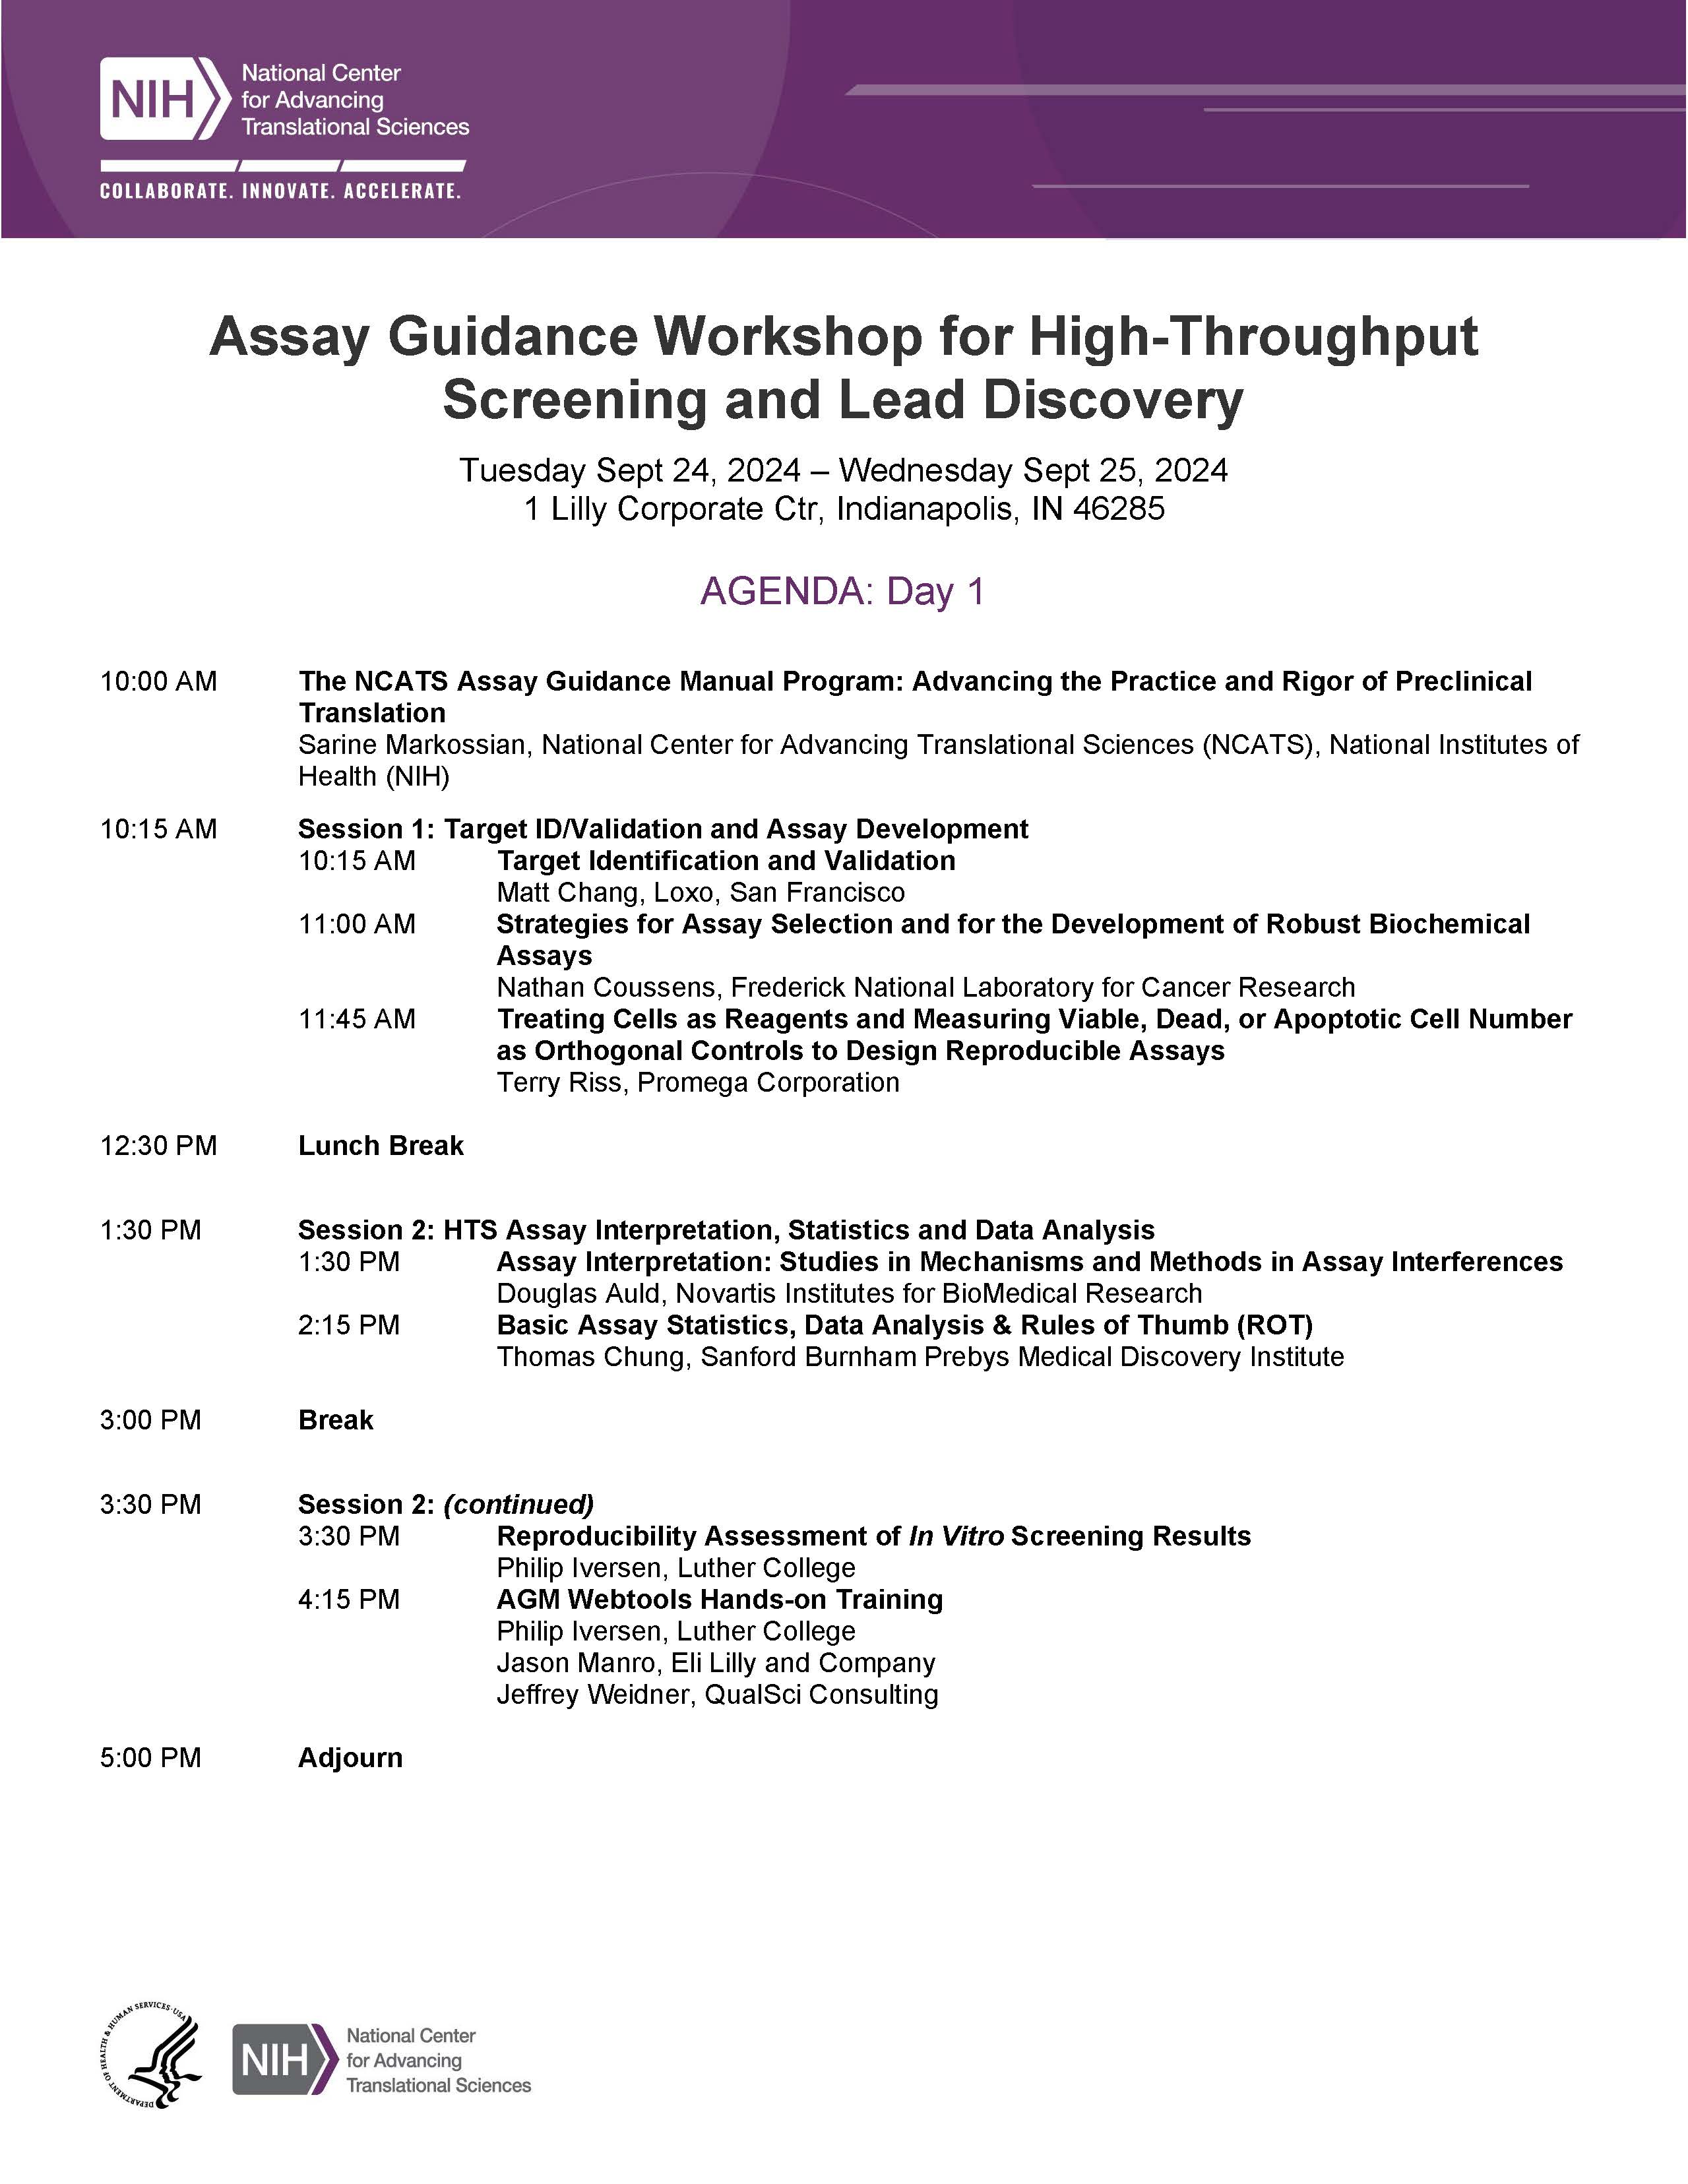 NIH
National Center
for Advancing
Translational Sciences
COLLABORATE. INNOVATE. ACCELERATE.
Assay Guidance Workshop for High-Throughput
Screening and Lead Discovery
Tuesday Sept 24, 2024 – Wednesday Sept 25, 2024
1 Lilly Corporate Ctr, Indianapolis, IN 46285
AGENDA: Day 1
10:00 AM The NCATS Assay Guidance Manual Program: Advancing the Practice and Rigor of Preclinical
Translation
Sarine Markossian, National Center for Advancing Translational Sciences (NCATS), National Institutes of
Health (NIH)
10:15 AM Session 1: Target ID/Validation and Assay Development
10:15 AM Target Identification and Validation
Matt Chang, Loxo, San Francisco
11:00 AM Strategies for Assay Selection and for the Development of Robust Biochemical
Assays
Nathan Coussens, Frederick National Laboratory for Cancer Research
11:45 AM Treating Cells as Reagents and Measuring Viable, Dead, or Apoptotic Cell Number
as Orthogonal Controls to Design Reproducible Assays
Terry Riss, Promega Corporation
12:30 PM Lunch Break
1:30 PM Session 2: HTS Assay Interpretation, Statistics and Data Analysis
1:30 PM Assay Interpretation: Studies in Mechanisms and Methods in Assay Interferences
Douglas Auld, Novartis Institutes for BioMedical Research
2:15 PM Basic Assay Statistics, Data Analysis & Rules of Thumb (ROT)
Thomas Chung, Sanford Burnham Prebys Medical Discovery Institute
3:00 PM Break
3:30 PM Session 2: (continued)
3:30 PM Reproducibility Assessment of In Vitro Screening Results
Philip Iversen, Luther College
4:15 PM AGM Webtools Hands-on Training
Philip Iversen, Luther College
Jason Manro, Eli Lilly and Company
Jeffrey Weidner, QualSci Consulting
5:00 PM Adjourn
DEPARTMENT OF HEALTH & HUMAN SERVICES·USA
NIH
National Center
for Advancing
Translational Sciences